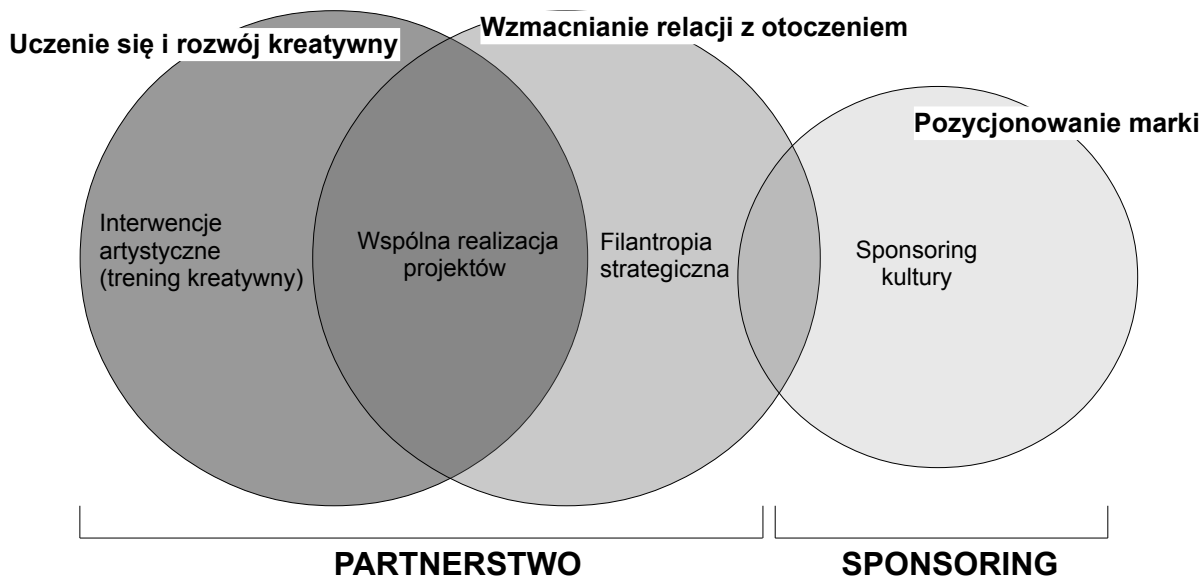 Uczenie się i rozwój kreatywny
Wzmacnianie relacji z otoczeniem
Pozycjonowanie marki
Interwencje
artystyczne
(trening kreatywny)
Wspólna realizacja
projektów
Filantropia
strategiczna
Sponsoring
kultury
PARTNERSTWO
SPONSORING